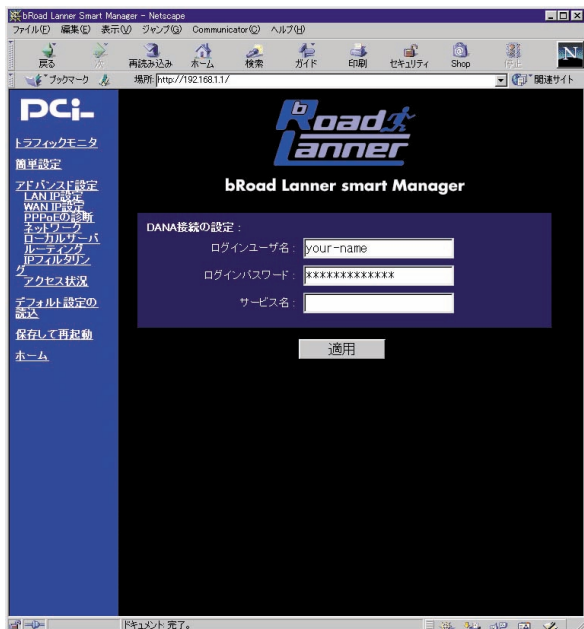 bRoad Lanner Smart Manager - Netscape
ファイル(F) 編集(E) 表示(V) ジャンプ(G) Communicator(C) ヘルプ(H)
戻る 次 再読み込み ホーム 検索 ガイド 印刷 セキュリティ Shop 停止
N
ブックマーク 場所: http://192.168.1.1/ 関連サイト
PCi
トラフィックモニタ
簡単設定
アドバンスド設定
LAN IP設定
WAN IP設定
PPPoEの診断
ネットワーク
ローカルサーバ
ルーティング
IPフィルタリン
グ
アクセス状況
デフォルト設定の
読込
保存して再起動
ホーム
bRoad
Lanner
bRoad Lanner smart Manager
DANA接続の設定:
ログインユーザ名: your-name
ログインパスワード: *************
サービス名:
適用
ドキュメント: 完了。